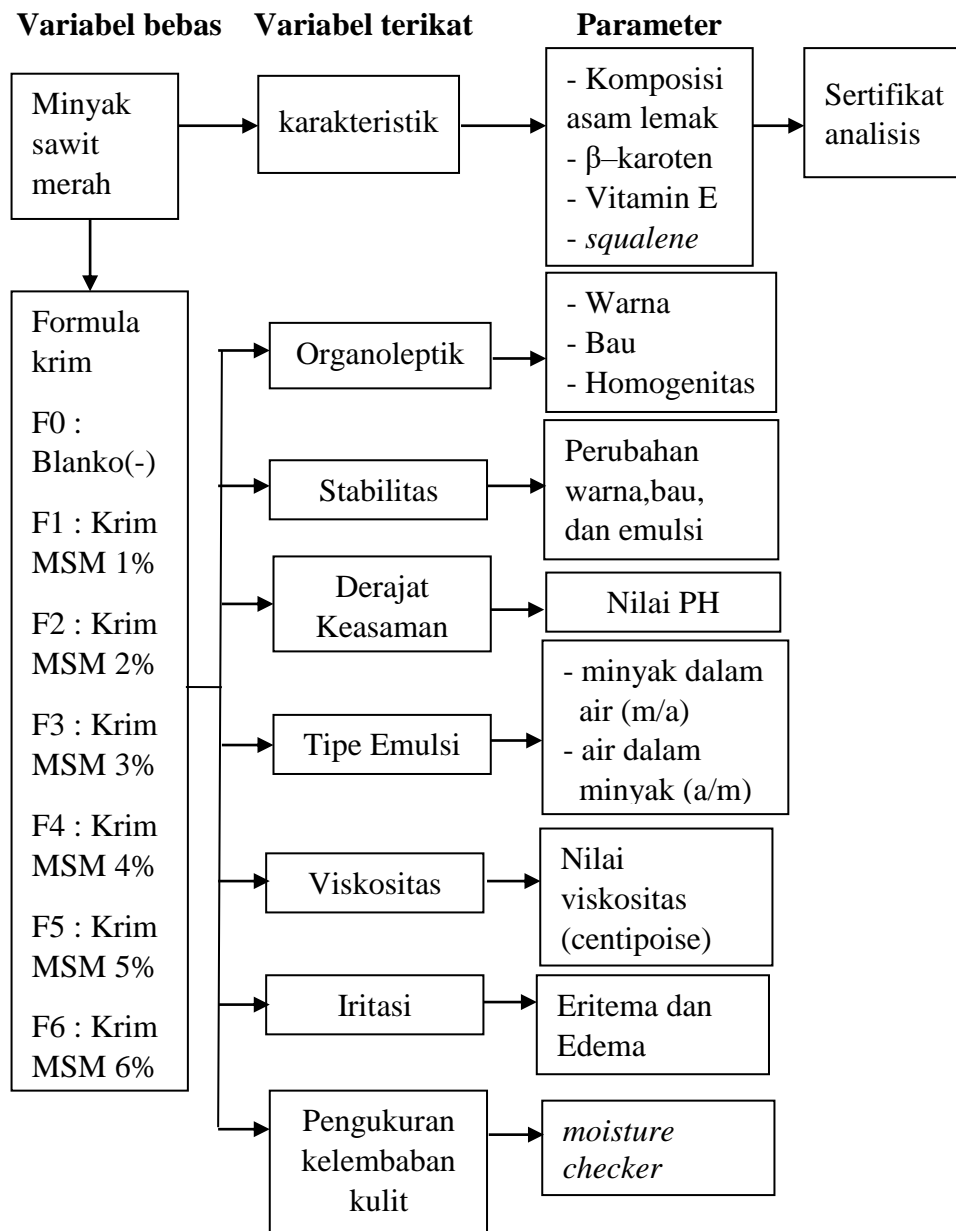 Variabel bebas
Variabel terikat
Parameter
Minyak
sawit
merah
karakteristik
- Komposisi
asam lemak
- β–karoten
- Vitamin E
- squalene
Sertifikat
analisis
Formula
krim
F0 :
Blanko(-)
F1 : Krim
MSM 1%
F2 : Krim
MSM 2%
F3 : Krim
MSM 3%
F4 : Krim
MSM 4%
F5 : Krim
MSM 5%
F6 : Krim
MSM 6%
Organoleptik
- Warna
- Bau
- Homogenitas
Stabilitas
Perubahan
warna,bau,
dan emulsi
Derajat
Keasaman
Nilai PH
Tipe Emulsi
- minyak dalam
air (m/a)
- air dalam
minyak (a/m)
Viskositas
Nilai
viskositas
(centipoise)
Iritasi
Eritema dan
Edema
Pengukuran
kelembaban
kulit
moisture
checker